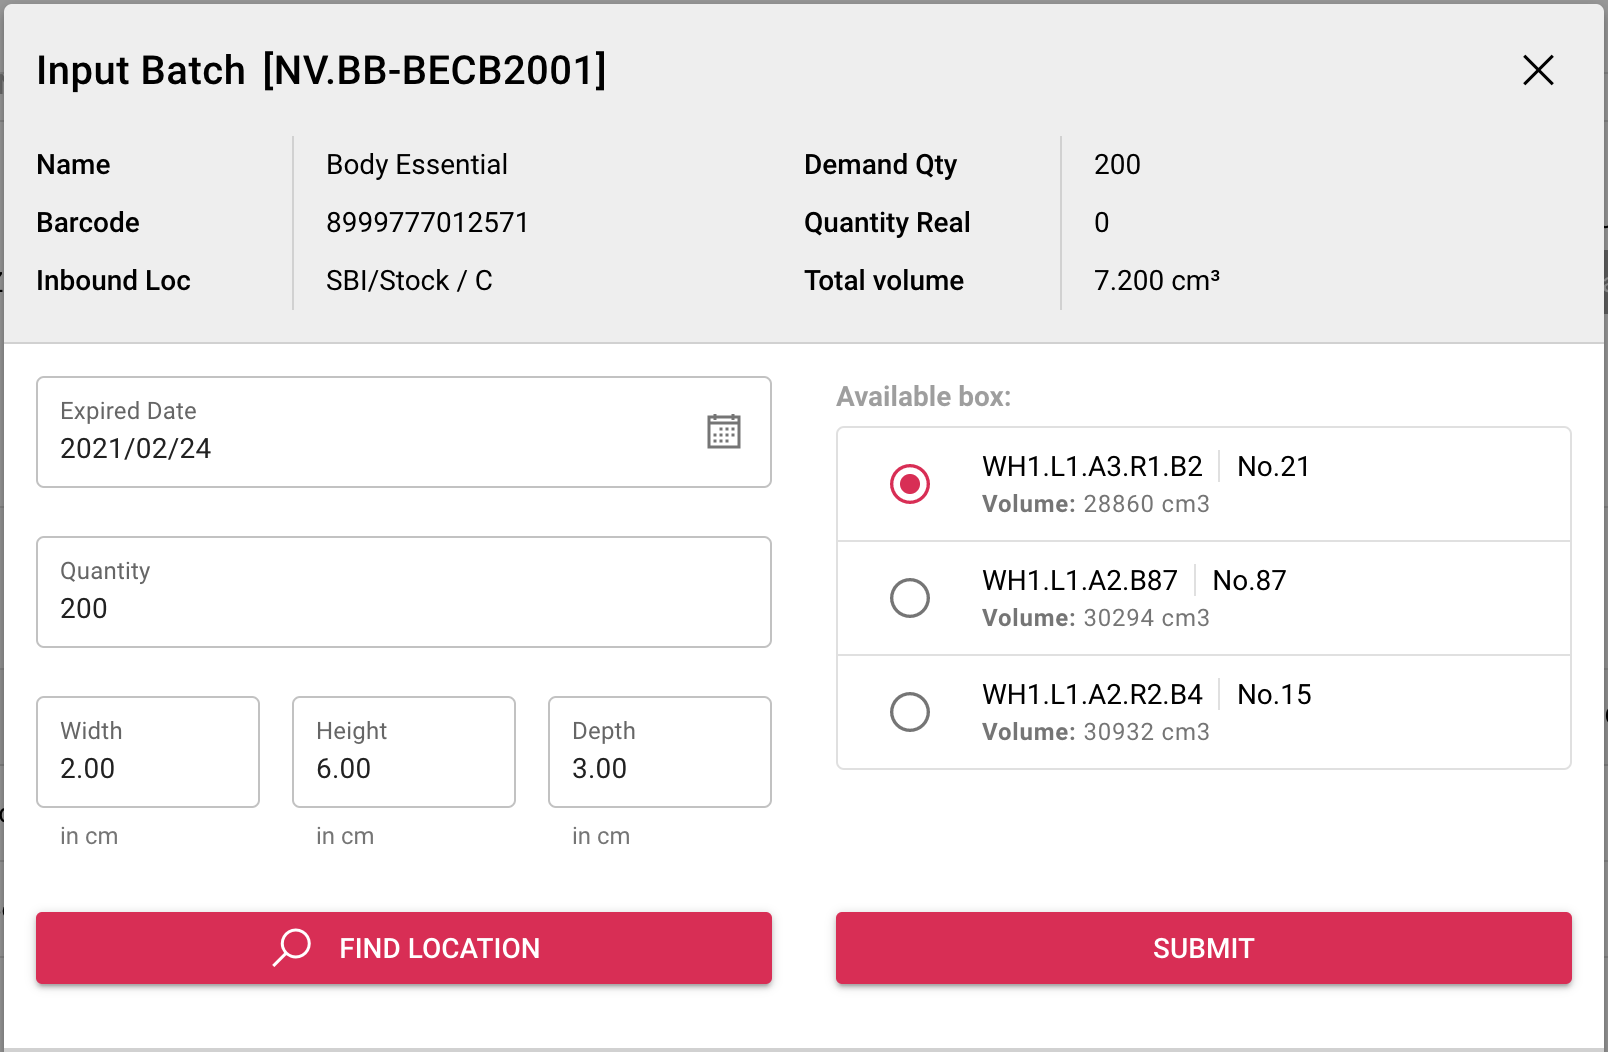 Input Batch [NV.BB-BECB2001]
Name Body Essential
Barcode 8999777012571
Inbound Loc SBI/Stock / C
Demand Qty 200
Quantity Real 0
Total volume 7.200 cm³
Expired Date
2021/02/24
Quantity
200
Width
2.00
in cm
Height
6.00
in cm
Depth
3.00
in cm
FIND LOCATION
Available box:
WH1.L1.A3.R1.B2 No.21
Volume: 28860 cm3
WH1.L1.A2.B87 No.87
Volume: 30294 cm3
WH1.L1.A2.R2.B4 No.15
Volume: 30932 cm3
SUBMIT